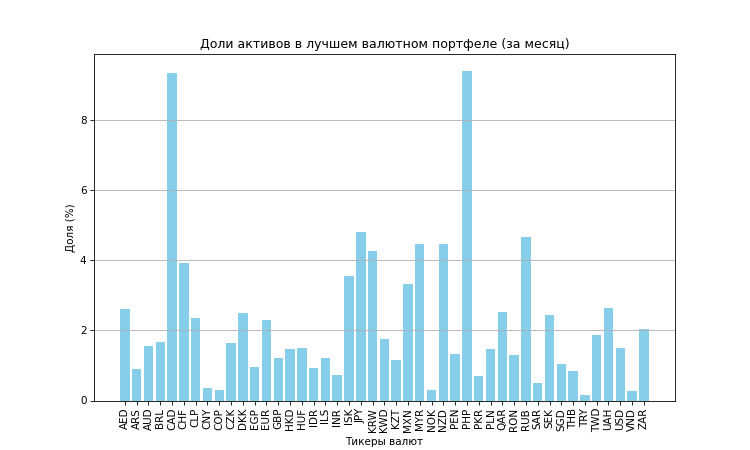 Доли активов в лучшем валютном портфеле (за месяц)
Доля (%)
8
6
4
2
0
AED ARS AUD BRL CAD CHF CLP CNY COP CZK DKK EGP EUR GBP HKD HUF IDR ILS INR ISK JPY KRW KWD KZT MXN MYR NOK NZD PEN PHP PKR PLN QAR RON RUB SAR SEK SGD THB TRY TWD UAH USD VND ZAR
Тикеры валют